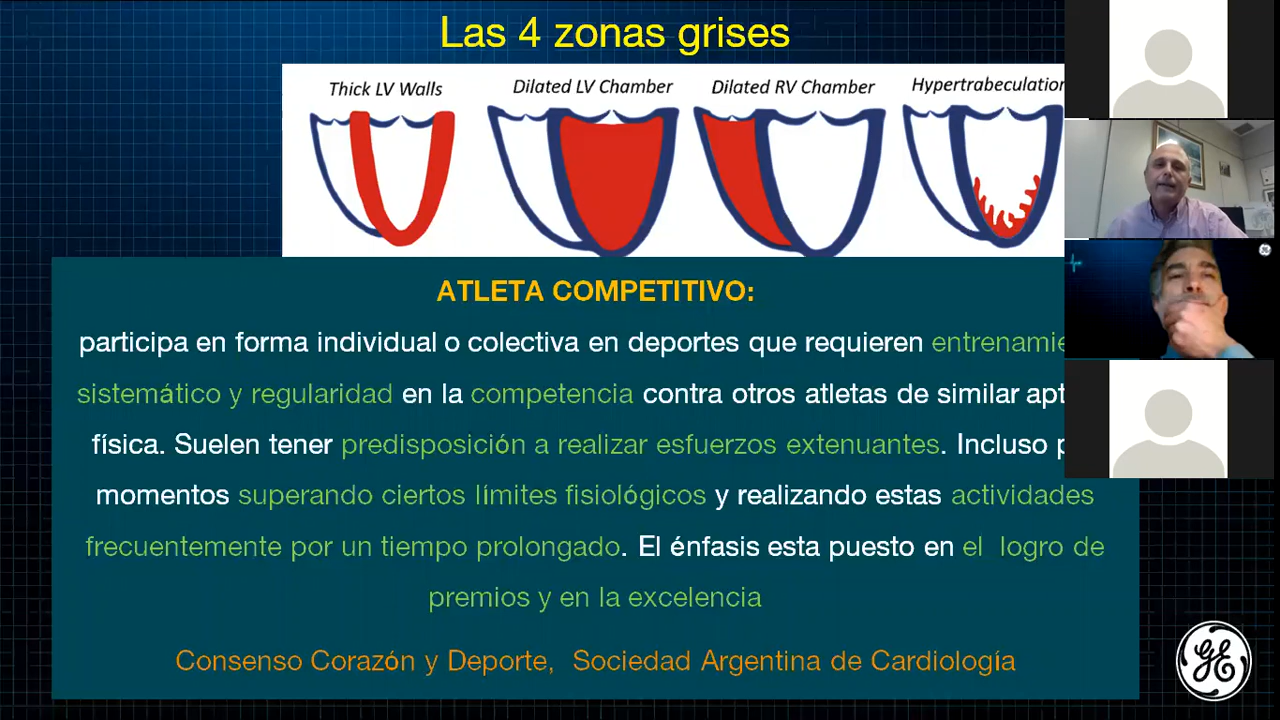 Las 4 zonas grises
Thick LV Walls
Dilated LV Chamber
Dilated RV Chamber
Hypertrabeculation
ATLETA COMPETITIVO:
participa en forma individual o colectiva en deportes que requieren
sistemático y regularidad en la competencia contra otros atletas de similar
física. Suelen tener predisposición a realizar esfuerzos extenuantes. Incluso
momentos superando ciertos límites fisiológicos y realizando estas actividades
frecuentemente por un tiempo prolongado. El énfasis esta puesto en el logro de
premios y en la excelencia
Consenso Corazón y Deporte, Sociedad Argentina de Cardiología
GE